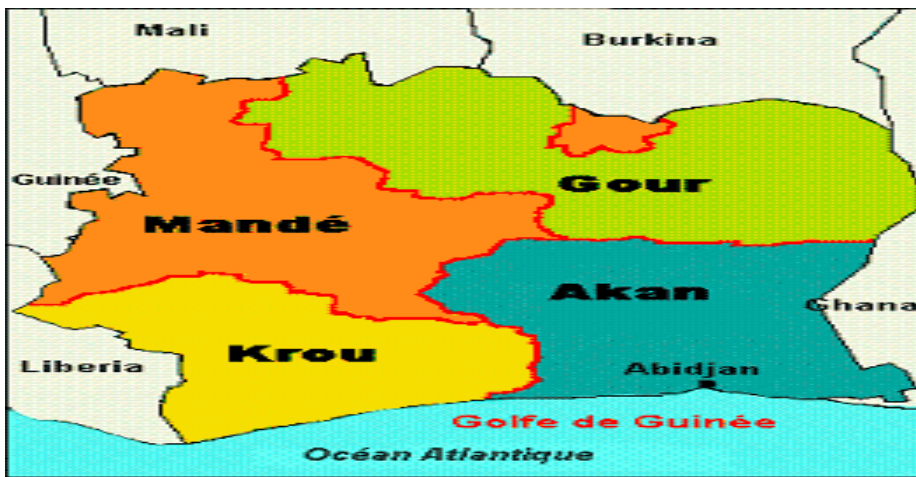 Mali
Burkina
Guinée
Gour
Mandé
Akan
Ghana
Krou
Liberia
Abidjan
Golfe de Guinée
Océan Atlantique